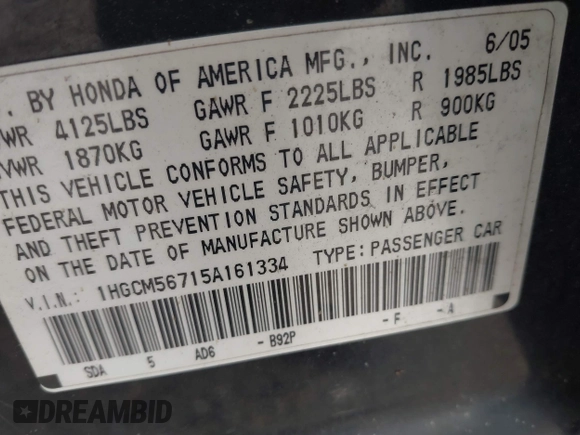 . BY HONDA OF AMERICA MFG., INC. 6/05
WR 4125LBS GAWR F 2225LBS R 1985LBS
VWR 1870KG GAWR F 1010KG R 900KG
THIS VEHICLE CONFORMS TO ALL APPLICABLE
FEDERAL MOTOR VEHICLE SAFETY, BUMPER,
AND THEFT PREVENTION STANDARDS IN EFFECT
ON THE DATE OF MANUFACTURE SHOWN ABOVE.
V.I.N.: 1HGCM56715A161334 TYPE:PASSENGER CAR
SDA 5 AD6 -B92P -F -A
DREAMBID